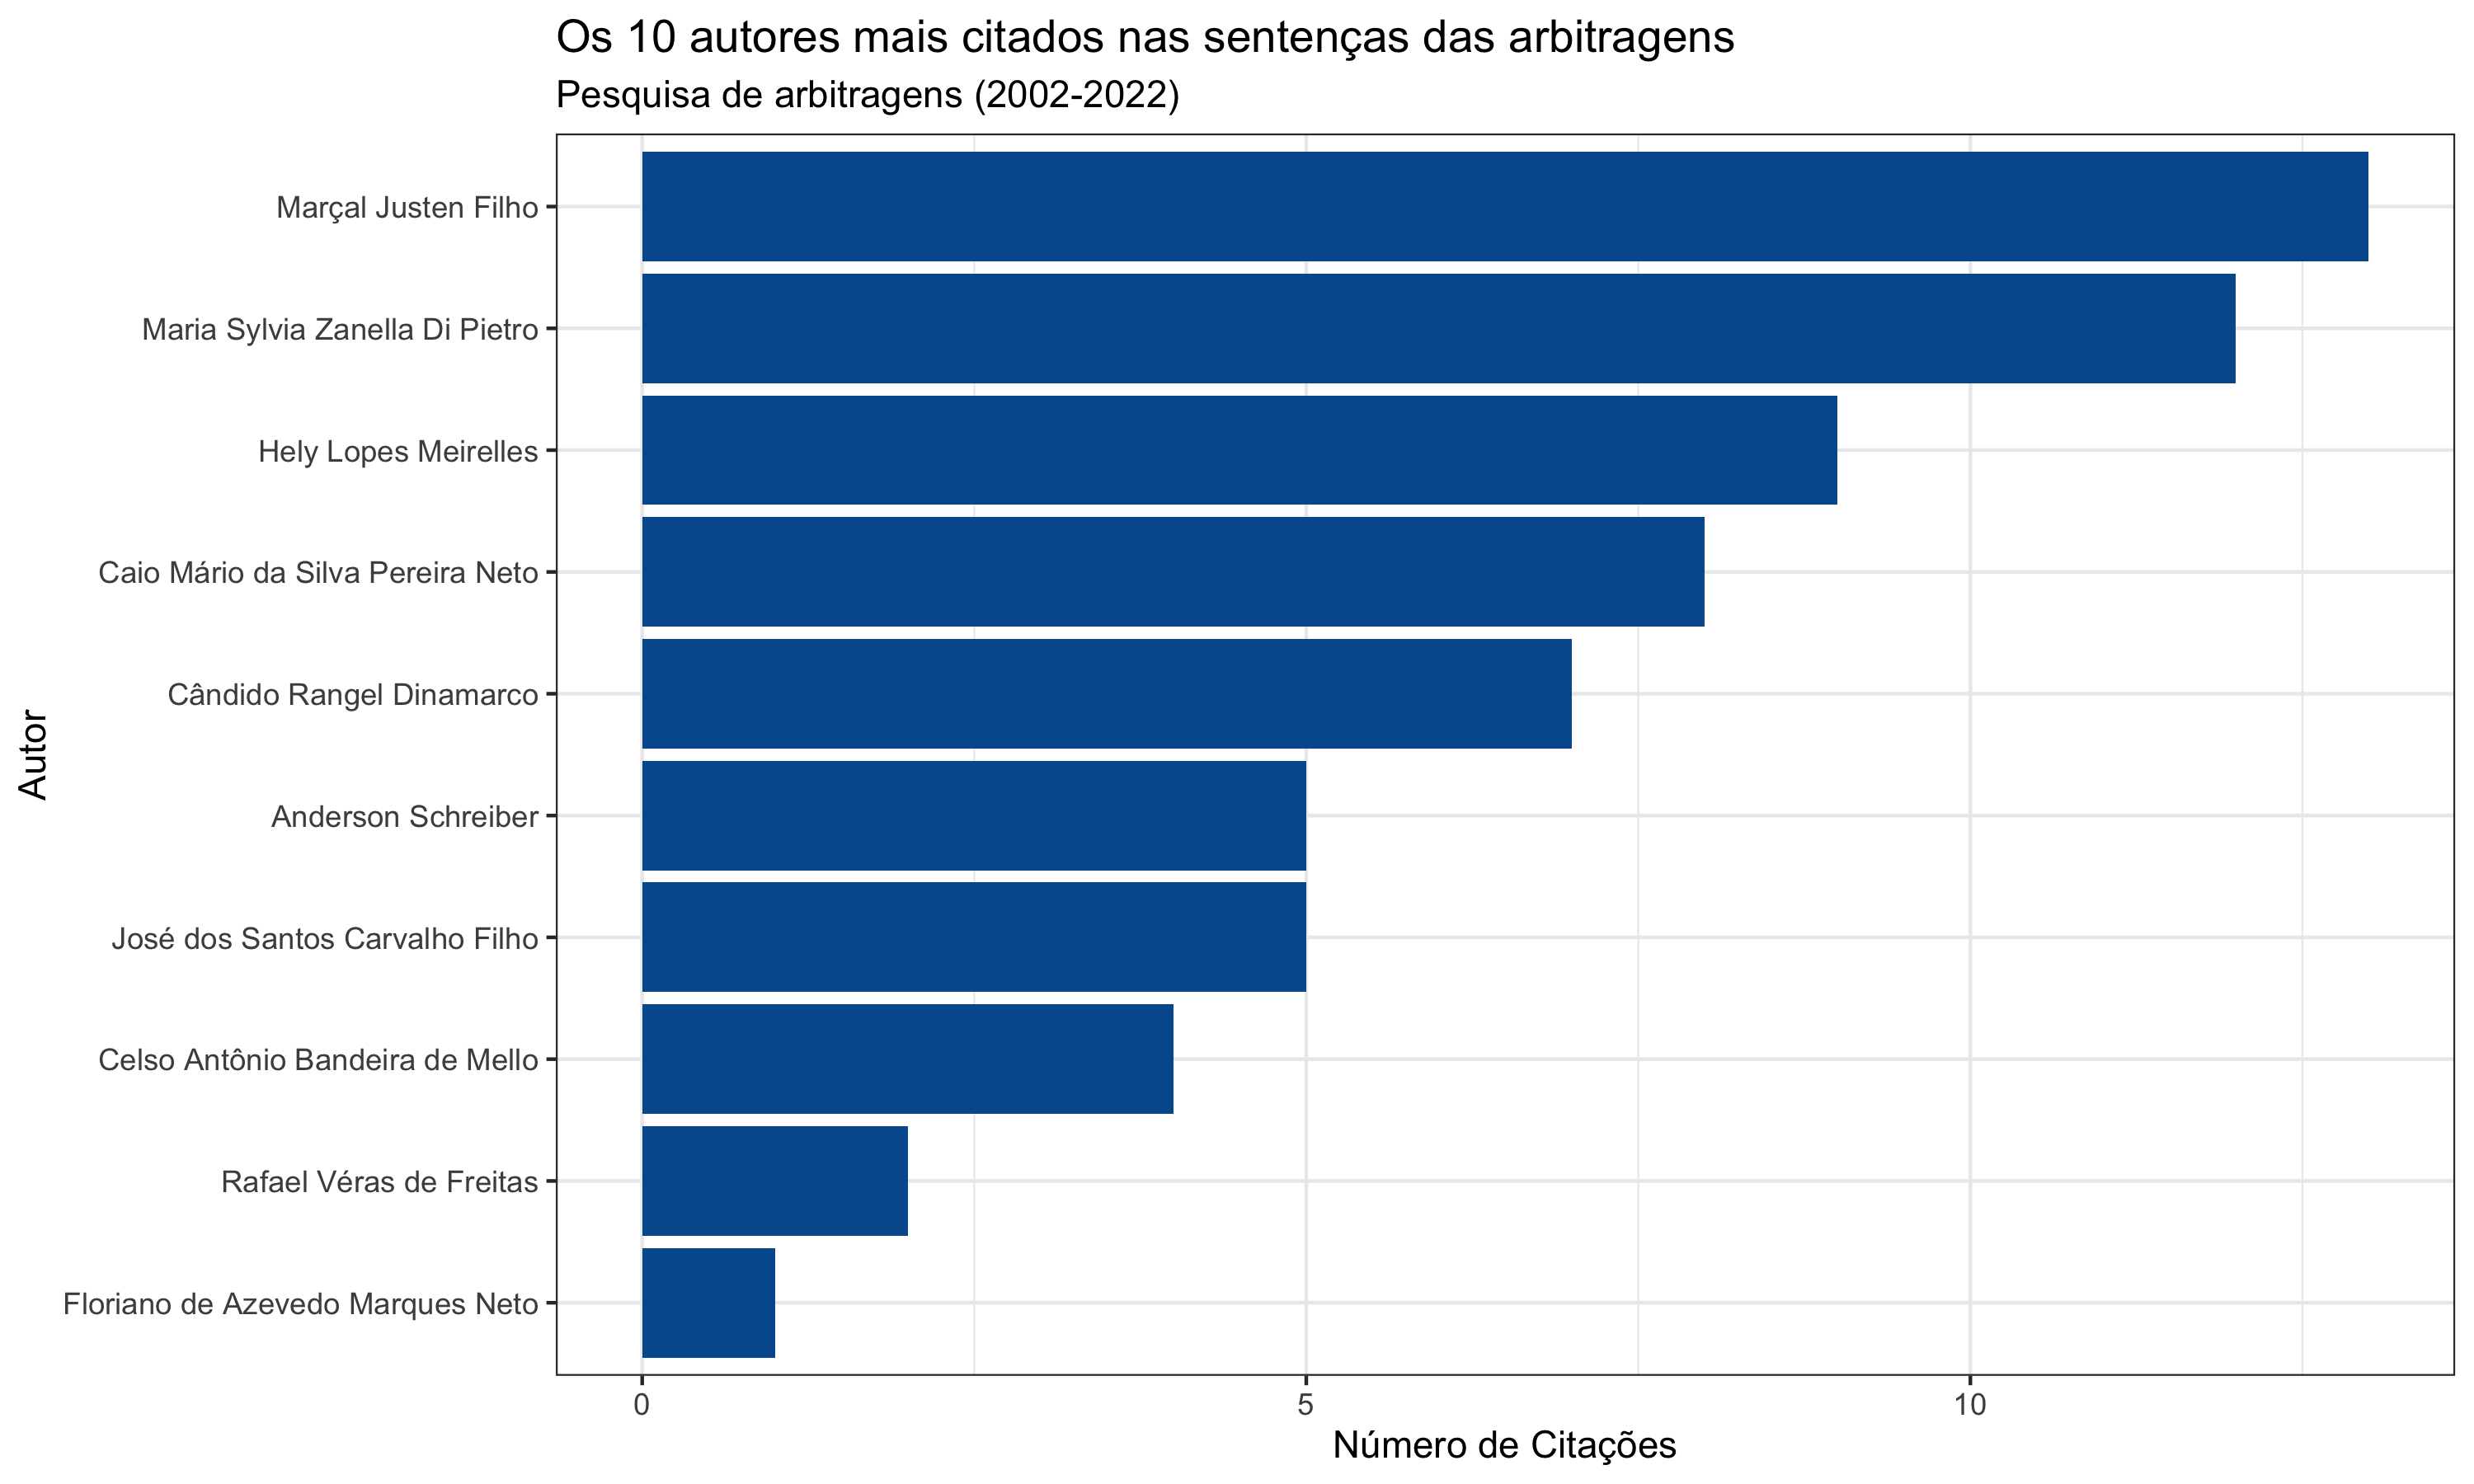 Os 10 autores mais citados nas sentenças das arbitragens
Pesquisa de arbitragens (2002-2022)
Autor
Marçal Justen Filho
Maria Sylvia Zanella Di Pietro
Hely Lopes Meirelles
Caio Mário da Silva Pereira Neto
Cândido Rangel Dinamarco
Anderson Schreiber
José dos Santos Carvalho Filho
Celso Antônio Bandeira de Mello
Rafael Véras de Freitas
Floriano de Azevedo Marques Neto
0 5 10
Número de Citações